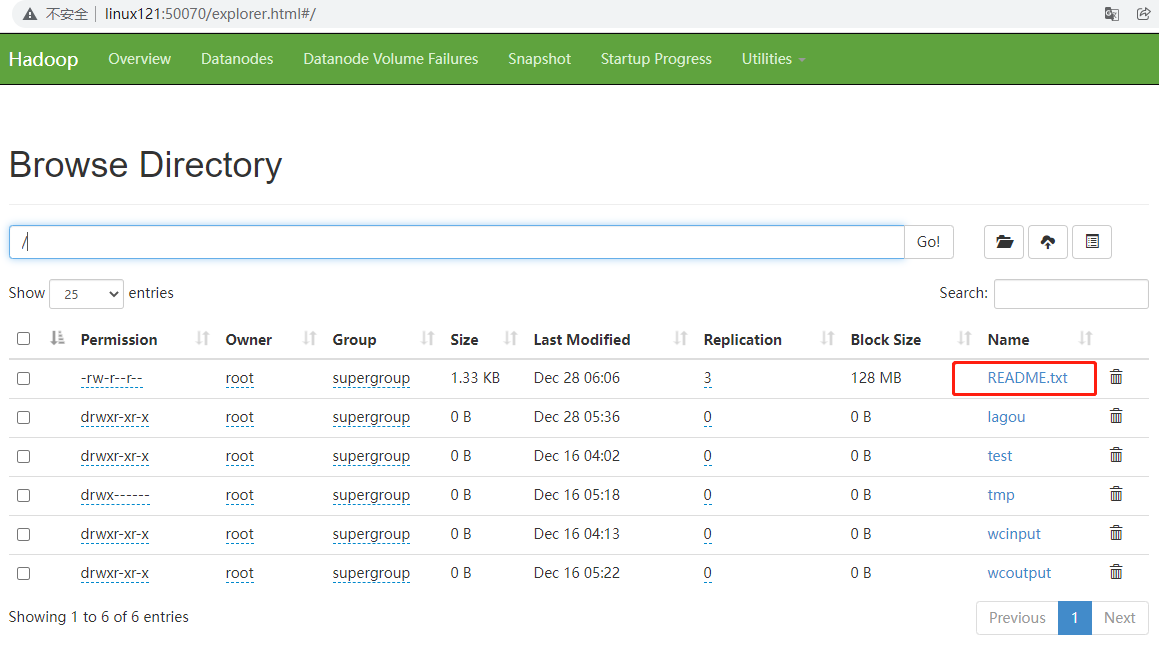 不安全 linux121:50070/explorer.html#/
Hadoop Overview Datanodes Datanode Volume Failures Snapshot Startup Progress Utilities
Browse Directory
/ Go!
Show 25 entries Search:
Permission Owner Group Size Last Modified Replication Block Size Name
-rw-r--r-- root supergroup 1.33 KB Dec 28 06:06 3 128 MB README.txt
drwxr-xr-x root supergroup 0 B Dec 28 05:36 0 0 B lagou
drwxr-xr-x root supergroup 0 B Dec 16 04:02 0 0 B test
drwx------ root supergroup 0 B Dec 16 05:18 0 0 B tmp
drwxr-xr-x root supergroup 0 B Dec 16 04:13 0 0 B wcinput
drwxr-xr-x root supergroup 0 B Dec 16 05:22 0 0 B wcoutput
Showing 1 to 6 of 6 entries Previous 1 Next